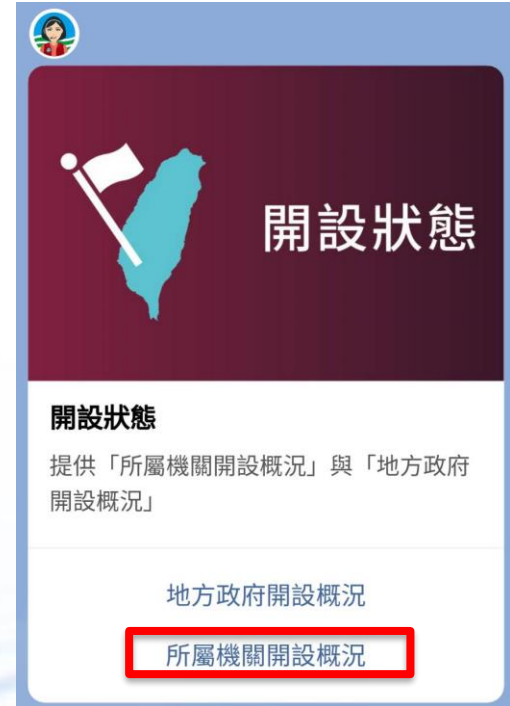 開設狀態
開設狀態
提供「所屬機關開設概況」與「地方政府
開設概況」
地方政府開設概況
所屬機關開設概況